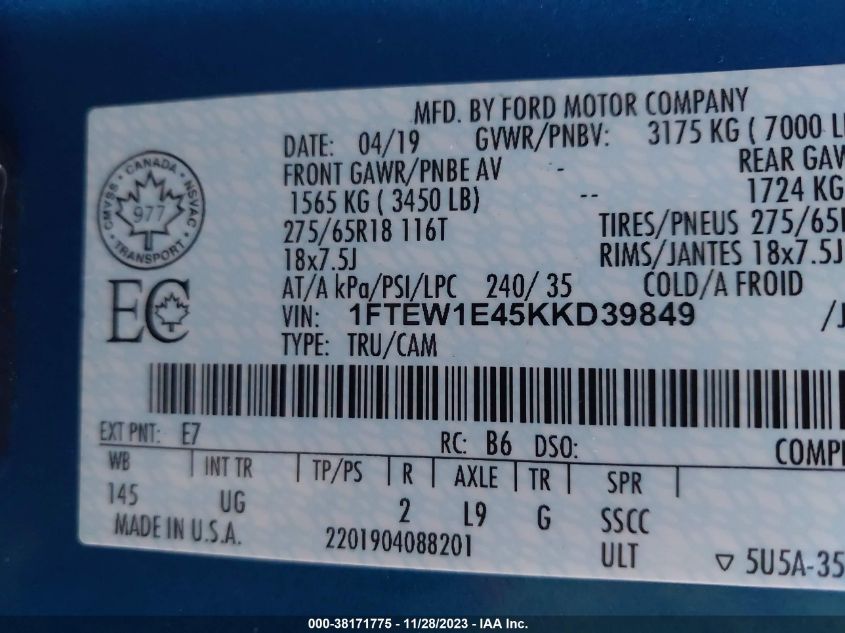 MFD. BY FORD MOTOR COMPANY
DATE: 04/19 GVWR/PNBV: 3175 KG ( 7000 L
FRONT GAWR/PNBE AV - REAR GAW
1565 KG ( 3450 LB) -- 1724 KG
275/65R18 116T TIRES/PNEUS 275/65
18x7.5J RIMS/JANTES 18x7.5J
AT/A kPa/PSI/LPC 240/ 35 COLD/A FROID
VIN: 1FTEW1E45KKD39849
TYPE: TRU/CAM
CANADA
CMVSS NSVAC
977
TRANSPORT
EC
EXT PNT: E7 RC: B6 DSO:
WB INT TR TP/PS R AXLE TR SPR
145 UG 2 L9 G SSCC
MADE IN U.S.A. 2201904088201 ULT ▽ 5U5A-35
000-38171775 - 11/28/2023 - IAA Inc.